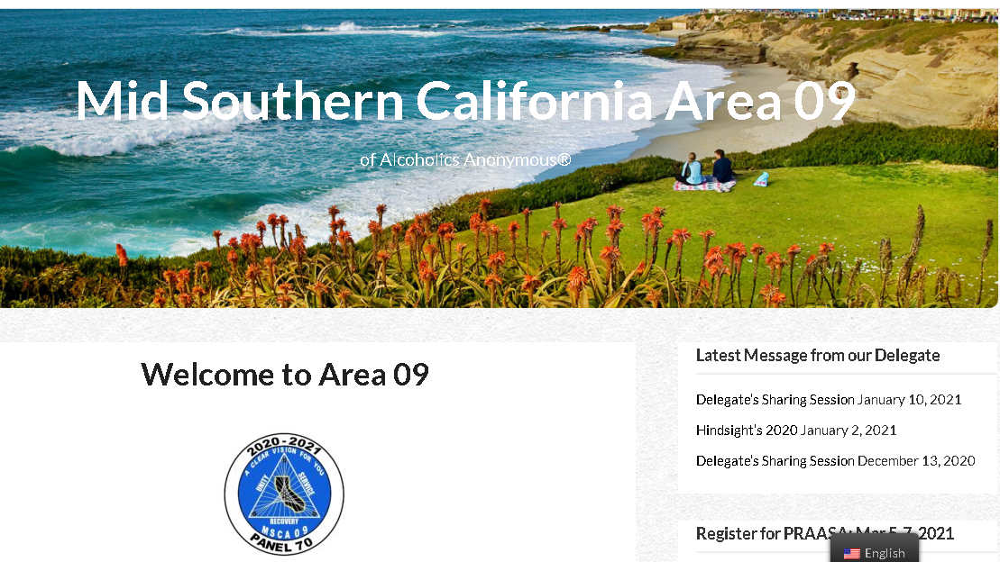 Mid Southern California Area 09
of Alcoholics Anonymous®
Welcome to Area 09
2020-2021
A CLEAR VISION FOR YOU
UNITY
SERVICE
RECOVERY
MSCA 09
PANEL 70
Latest Message from our Delegate
Delegate's Sharing Session January 10, 2021
Hindsight's 2020 January 2, 2021
Delegate's Sharing Session December 13, 2020
Register for PRAASA: Mar 5-7, 2021
English